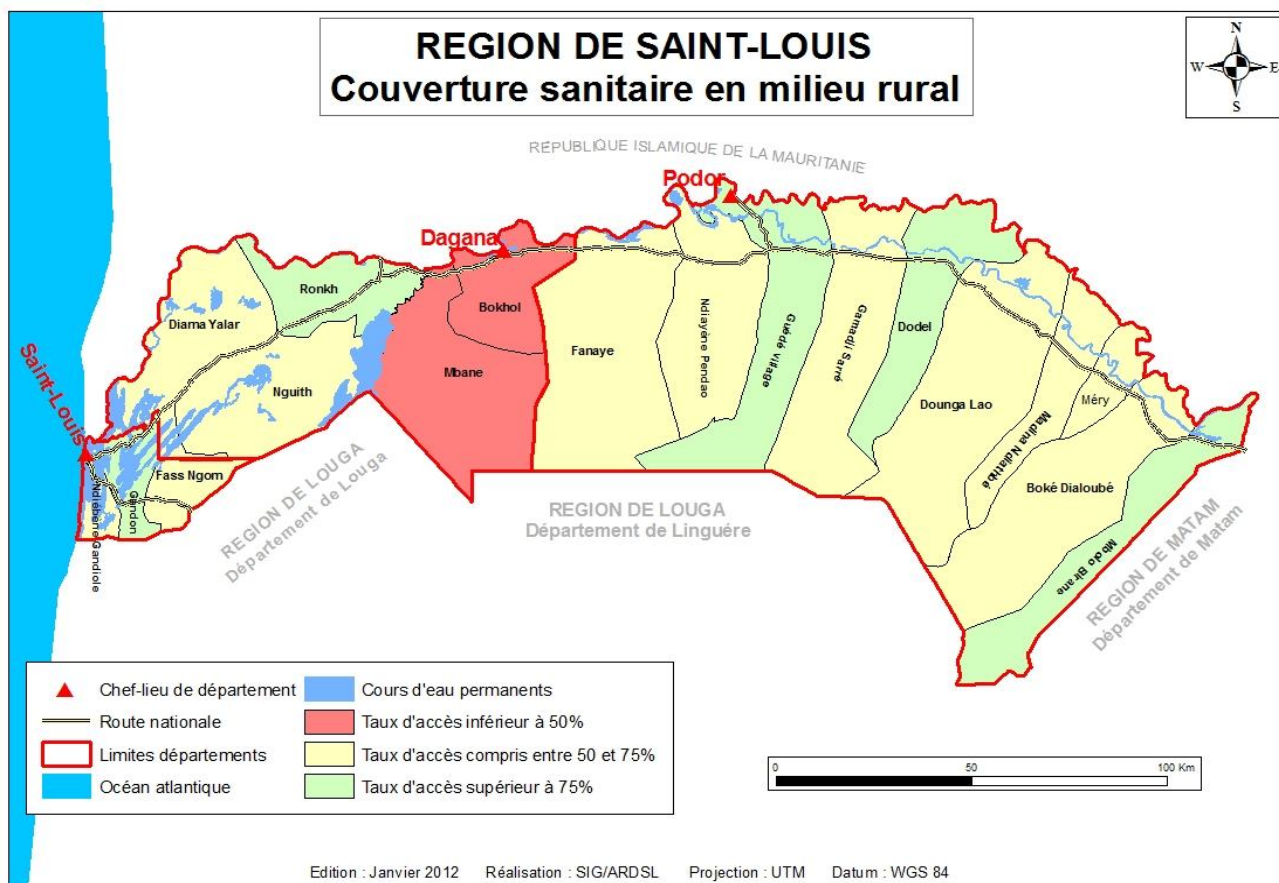 REGION DE SAINT-LOUIS
Couverture sanitaire en milieu rural
N
W
E
S
RÉPUBLIQUE ISLAMIQUE DE LA MAURITANIE
Podor
Dagana
Saint-Louis
Ronkh
Diama Yalar
Nguith
Bokhol
Mbane
Fanaye
Ndiayène Pendao
Guédé village
Gamadji Sarré
Dodel
Dounga Lao
Madina Ndiathbé
Méry
Boké Dialoubé
Mbolo Birane
Fass Ngom
Gandon
Ndiébène Gandiole
REGION DE LOUGA
Département de Louga
REGION DE LOUGA
Département de Linguére
REGION DE MATAM
Département de Matam
Chef-lieu de département
Route nationale
Limites départements
Océan atlantique
Cours d'eau permanents
Taux d'accès inférieur à 50%
Taux d'accès compris entre 50 et 75%
Taux d'accès supérieur à 75%
0 50 100 Km
Edition : Janvier 2012 Réalisation : SIG/ARDSL Projection : UTM Datum : WGS 84